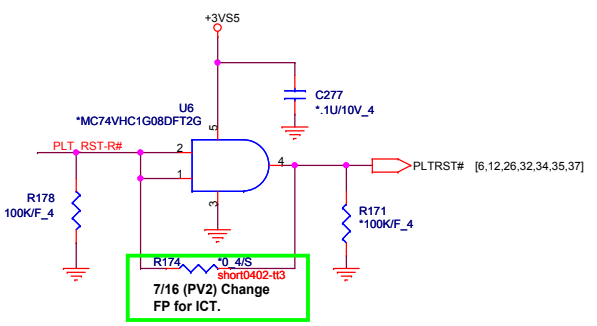 +3VS5
C277
*.1U/10V_4
U6
*MC74VHC1G08DFT2G
5
PLT_RST-R#
2
1
4
PLTRST# [6,12,26,32,34,35,37]
3
R178
100K/F_4
R171
*100K/F_4
R174 *0_4/S
short0402-tt3
7/16 (PV2) Change
FP for ICT.